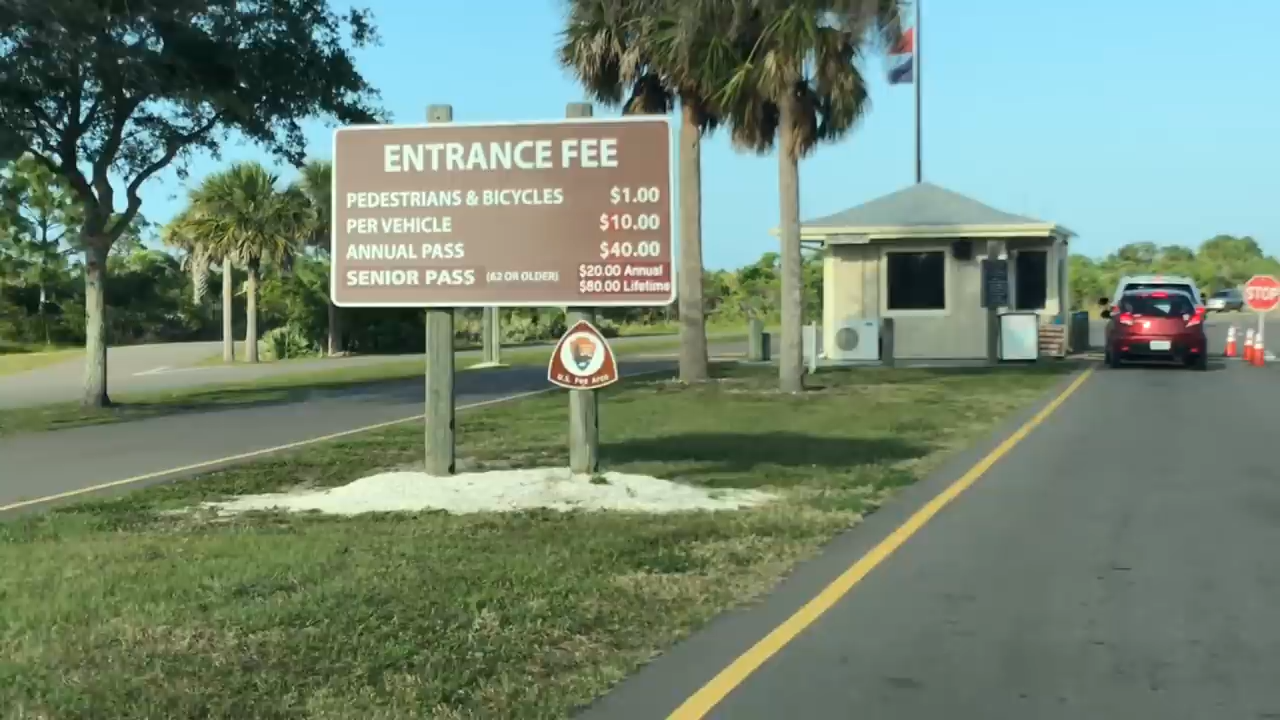 ENTRANCE FEE
PEDESTRIANS & BICYCLES $1.00
PER VEHICLE $10.00
ANNUAL PASS $40.00
SENIOR PASS (62 OR OLDER) $20.00 Annual
$80.00 Lifetime
U.S. Fee Area
STOP